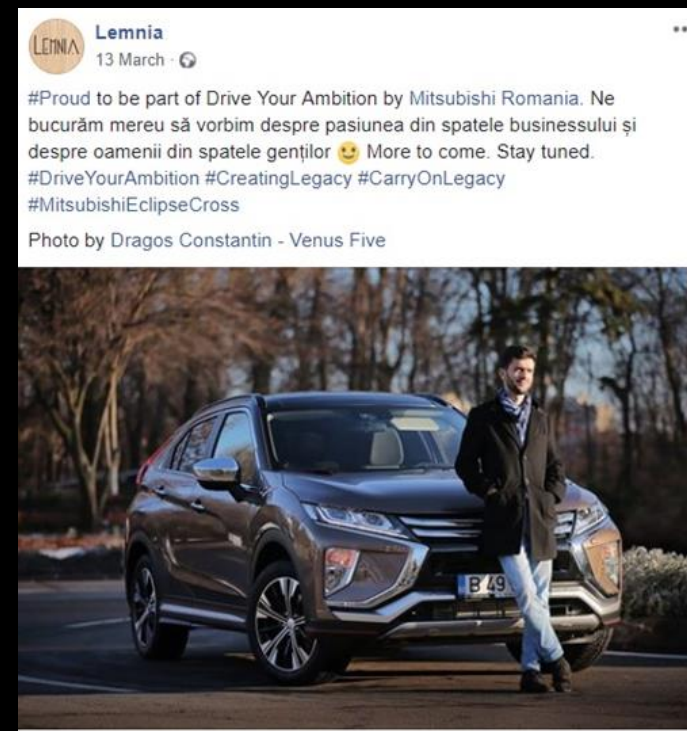 LEMNIA
Lemnia
13 March
#Proud to be part of Drive Your Ambition by Mitsubishi Romania. Ne
bucurăm mereu să vorbim despre pasiunea din spatele businessului și
despre oamenii din spatele genților 🙂 More to come. Stay tuned.
#DriveYourAmbition #CreatingLegacy #CarryOnLegacy
#MitsubishiEclipseCross
Photo by Dragos Constantin - Venus Five
B 49